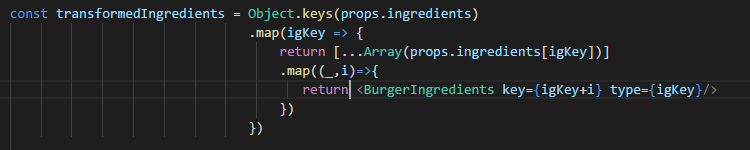 const transformedIngredients = Object.keys(props.ingredients)
.map(igKey => {
return [...Array(props.ingredients[igKey])]
.map((_,i)=>{
return <BurgerIngredients key={igKey+i} type={igKey}/>
})
})